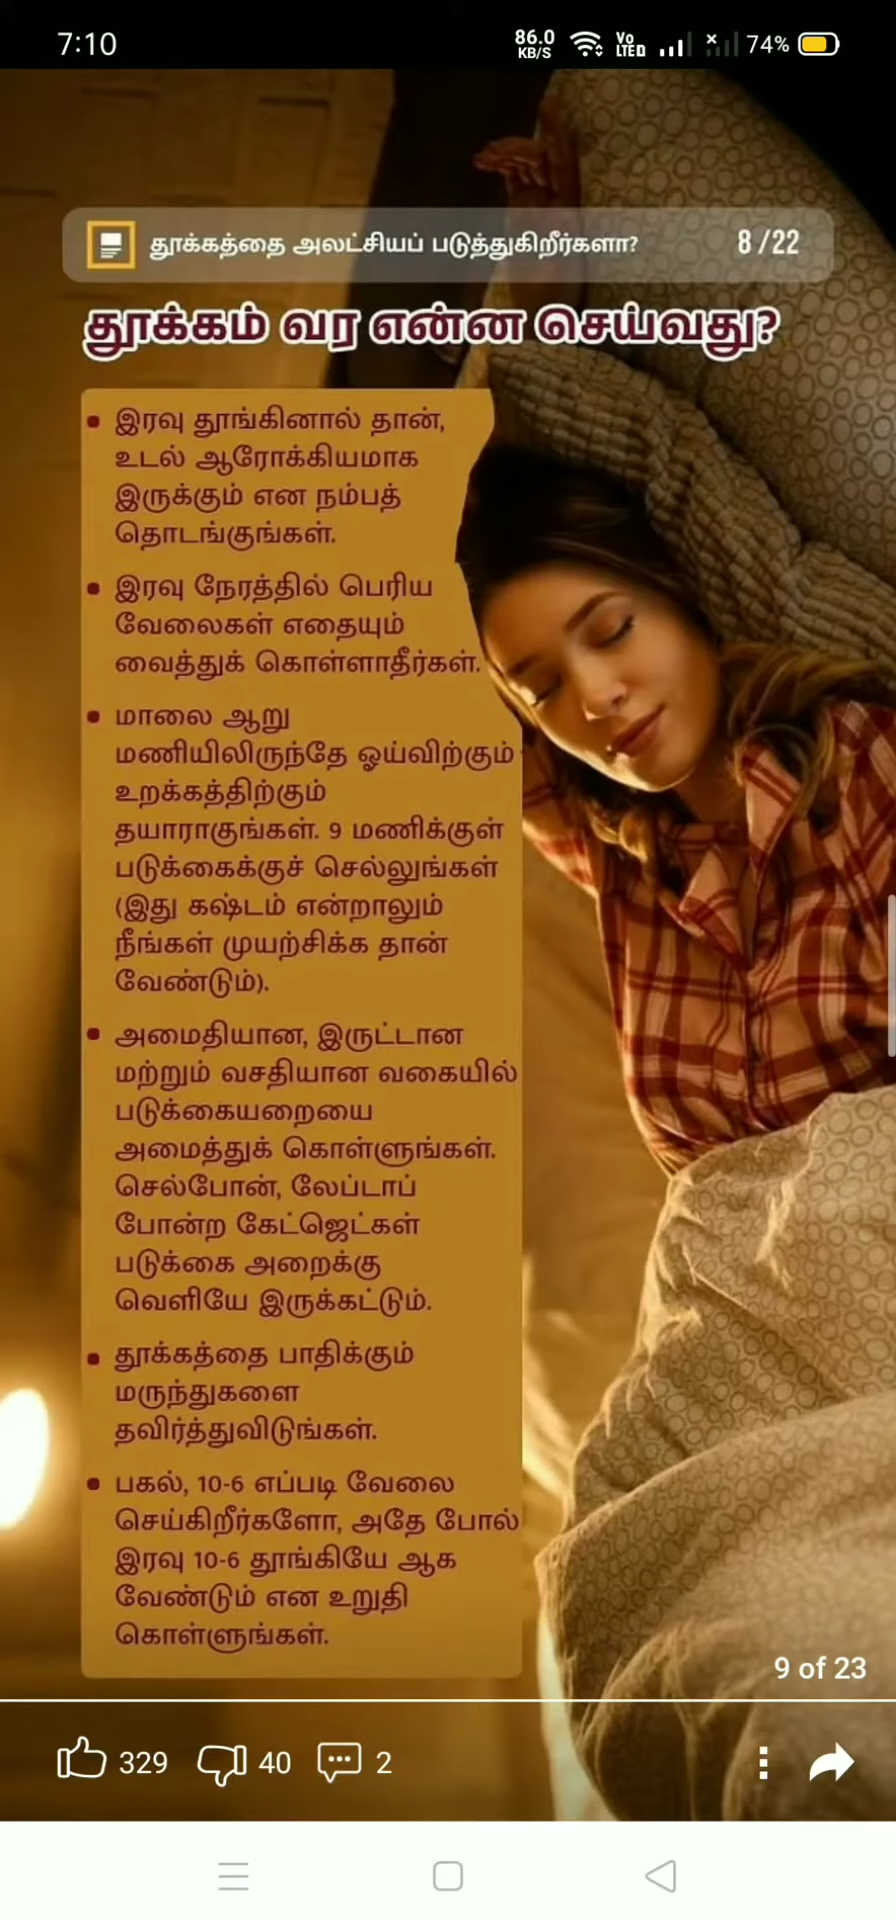 7:10
86.0
KB/S
Vo
LTED
74%
தூக்கத்தை அலட்சியப் படுத்துகிறீர்களா?
8 /22
தூக்கம் வர என்ன செய்வது?
இரவு தூங்கினால் தான்,
உடல் ஆரோக்கியமாக
இருக்கும் என நம்பத்
தொடங்குங்கள்.
இரவு நேரத்தில் பெரிய
வேலைகள் எதையும்
வைத்துக் கொள்ளாதீர்கள்.
மாலை ஆறு
மணியிலிருந்தே ஓய்விற்கும்
உறக்கத்திற்கும்
தயாராகுங்கள். 9 மணிக்குள்
படுக்கைக்குச் செல்லுங்கள்
(இது கஷ்டம் என்றாலும்
நீங்கள் முயற்சிக்க தான்
வேண்டும்).
அமைதியான, இருட்டான
மற்றும் வசதியான வகையில்
படுக்கையறையை
அமைத்துக் கொள்ளுங்கள்.
செல்போன், லேப்டாப்
போன்ற கேட்ஜெட்கள்
படுக்கை அறைக்கு
வெளியே இருக்கட்டும்.
தூக்கத்தை பாதிக்கும்
மருந்துகளை
தவிர்த்துவிடுங்கள்.
பகல், 10-6 எப்படி வேலை
செய்கிறீர்களோ, அதே போல்
இரவு 10-6 தூங்கியே ஆக
வேண்டும் என உறுதி
கொள்ளுங்கள்.
9 of 23
329
40
2